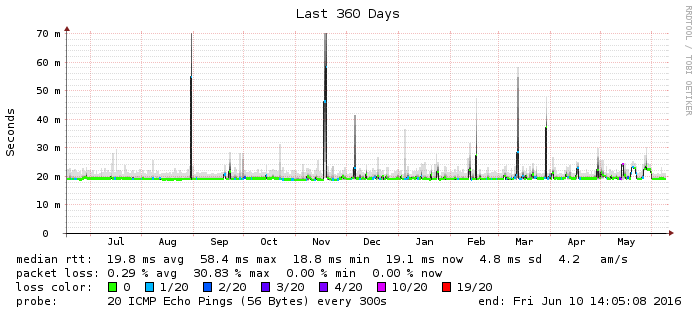 Last 360 Days
RRDTOOL / TOBI OETIKER
Seconds
70 m
60 m
50 m
40 m
30 m
20 m
10 m
0
Jul Aug Sep Oct Nov Dec Jan Feb Mar Apr May
median rtt: 19.8 ms avg 58.4 ms max 18.8 ms min 19.1 ms now 4.8 ms sd 4.2 am/s
packet loss: 0.29 % avg 30.83 % max 0.00 % min 0.00 % now
loss color: 0 1/20 2/20 3/20 4/20 10/20 19/20
probe: 20 ICMP Echo Pings (56 Bytes) every 300s end: Fri Jun 10 14:05:08 2016